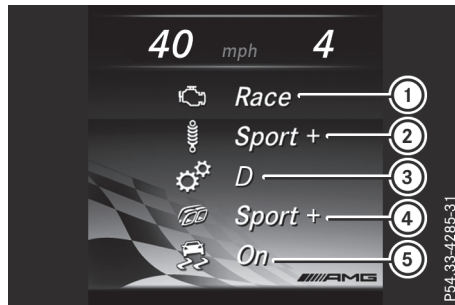 40 mph 4
Race 1
Sport + 2
D 3
Sport + 4
On 5
AMG
P54.33-4285-31